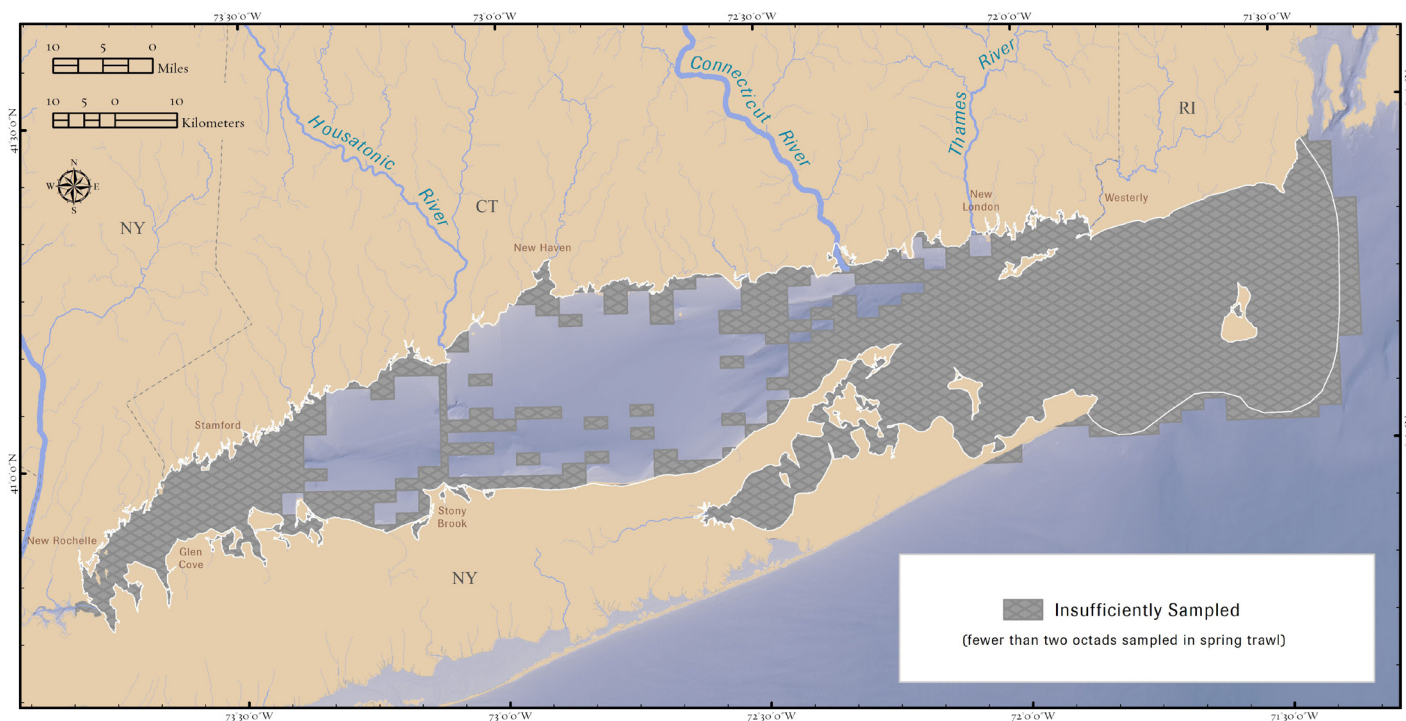 73°30'0"W 73°0'0"W 72°30'0"W 72°0'0"W 71°30'0"W
10 5 0
Miles
10 5 0 10
Kilometers
N
W E
S
41°30'0"N
41°0'0"N
Housatonic
River
Connecticut
River
Thames
River
RI
CT
NY
New Haven
New
London
Westerly
Stamford
New Rochelle
Glen
Cove
Stony
Brook
NY
Insufficiently Sampled
(fewer than two octads sampled in spring trawl)
73°30'0"W 73°0'0"W 72°30'0"W 72°0'0"W 71°30'0"W